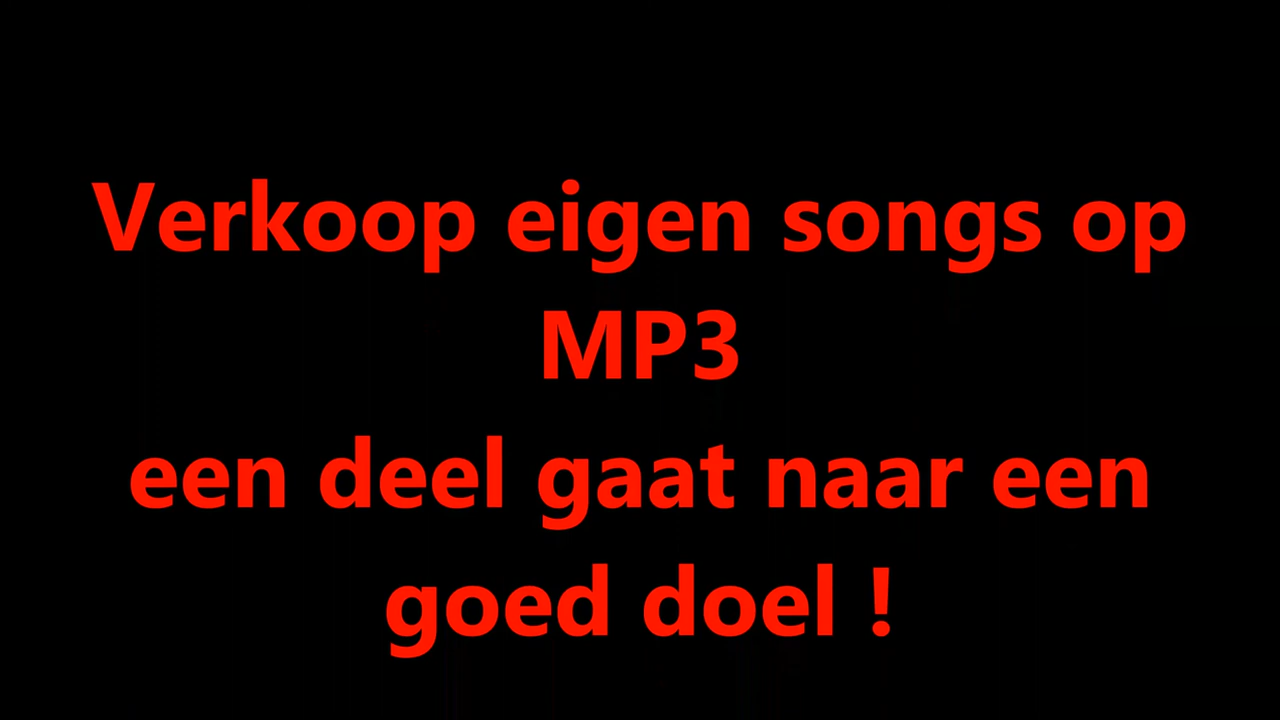 Verkoop eigen songs op
MP3
een deel gaat naar een
goed doel !